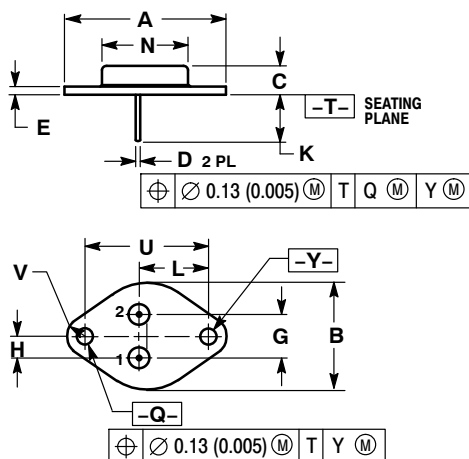 A
N
C
–T–
SEATING
PLANE
E
K
D 2 PL
⌖ ∅ 0.13 (0.005) Ⓜ T Q Ⓜ Y Ⓜ
U
V
L
–Y–
2
H
G
B
1
–Q–
⌖ ∅ 0.13 (0.005) Ⓜ T Y Ⓜ